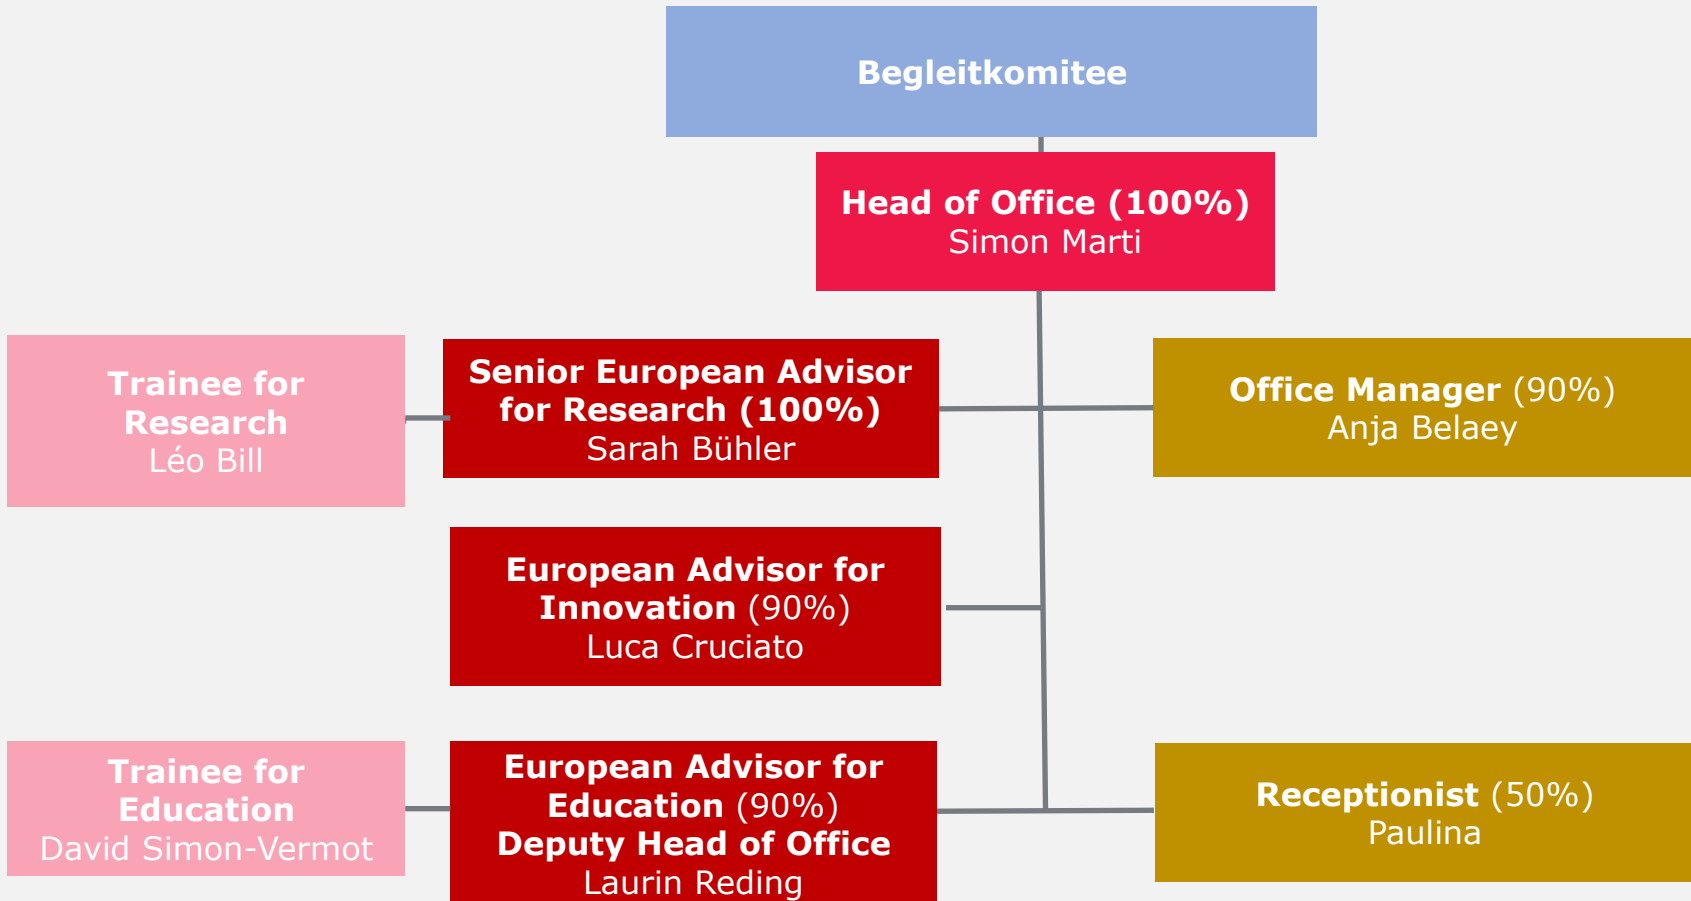 Begleitkomitee
Head of Office (100%)
Simon Marti
Trainee for
Research
Léo Bill
Senior European Advisor
for Research (100%)
Sarah Bühler
Office Manager (90%)
Anja Belaey
European Advisor for
Innovation (90%)
Luca Cruciato
Trainee for
Education
David Simon-Vermot
European Advisor for
Education (90%)
Deputy Head of Office
Laurin Reding
Receptionist (50%)
Paulina